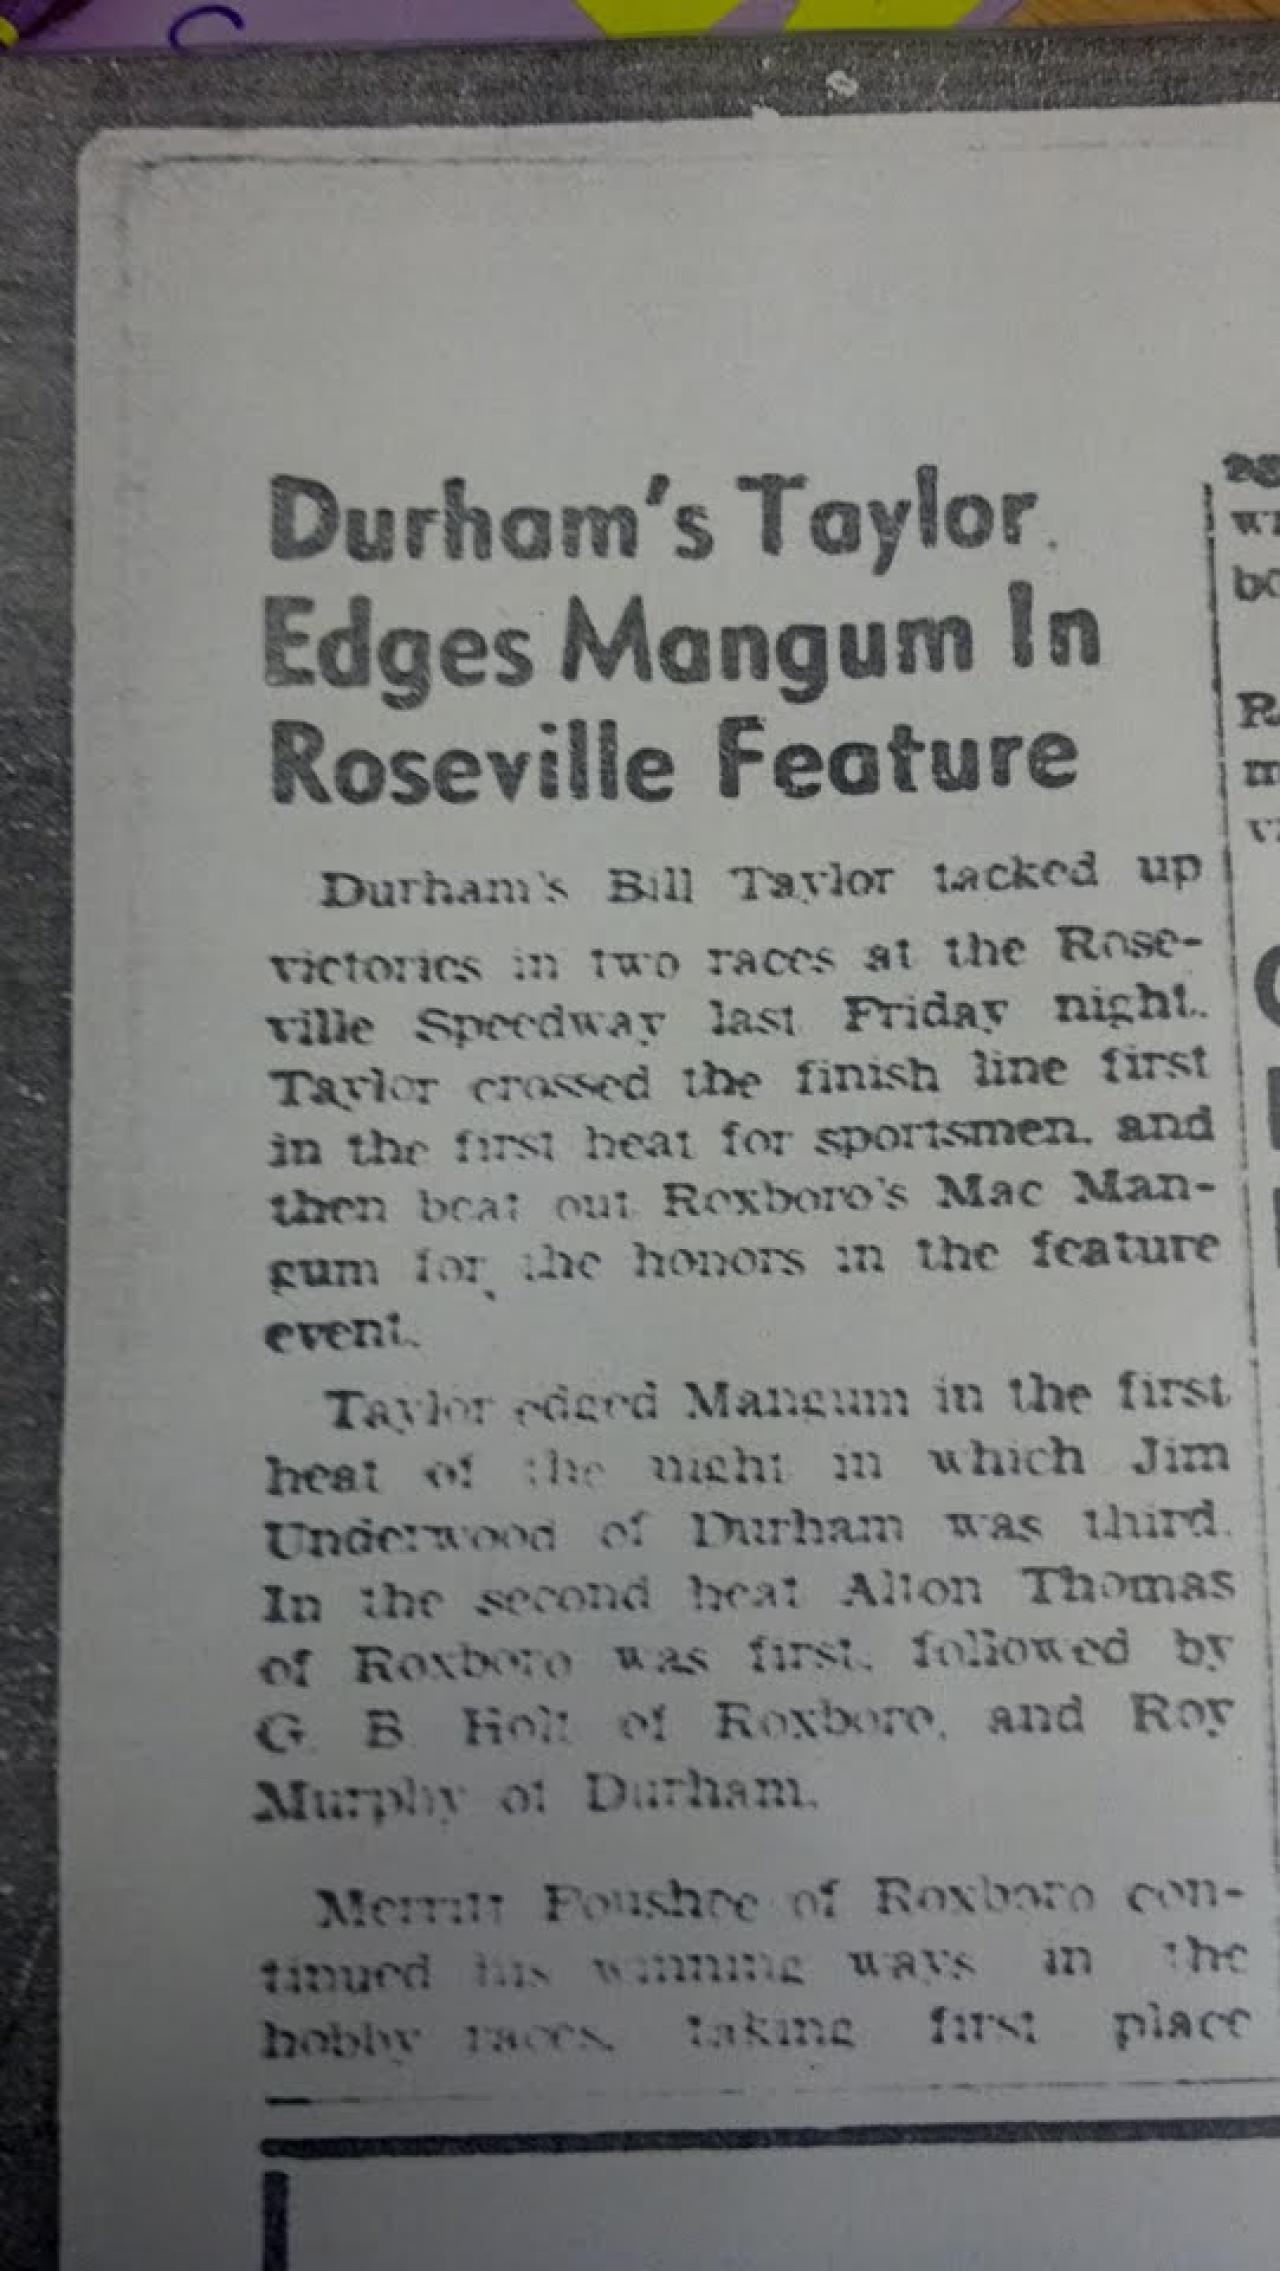 Durham's Taylor
Edges Mangum In
Roseville Feature
Durham's Bill Taylor tacked up
victories in two races at the Rose-
ville Speedway last Friday night.
Taylor crossed the finish line first
in the first heat for sportsmen, and
then beat out Roxboro's Mac Man-
gum for the honors in the feature
event.
Taylor edged Mangum in the first
heat of the night in which Jim
Underwood of Durham was third.
In the second heat Allon Thomas
of Roxboro was first, followed by
G B Holt of Roxboro, and Roy
Murphy of Durham.
Merritt Foushee of Roxboro con-
tinued his winning ways in the
hobby races, taking first place